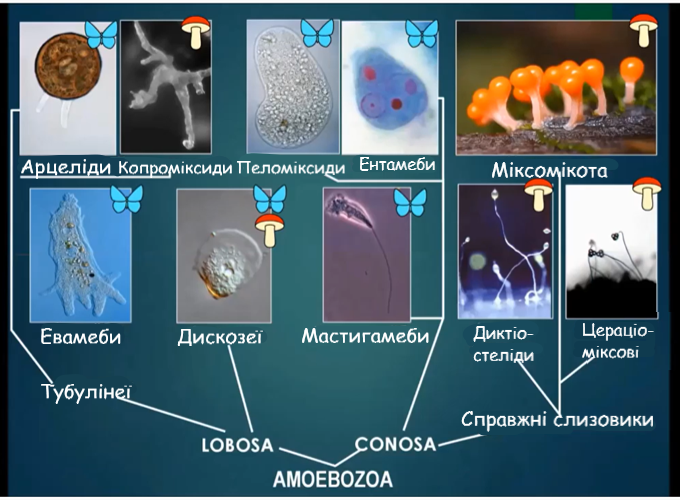 Арцеліди Копроміксиди Пеломіксиди Ентамеби
Міксомікота
Евамеби Дискозеї Мастигамеби
Диктіо-
стеліди
Цераціо-
міксові
Тубулінеї
Справжні слизовики
LOBOSA CONOSA
AMOEBOZOA